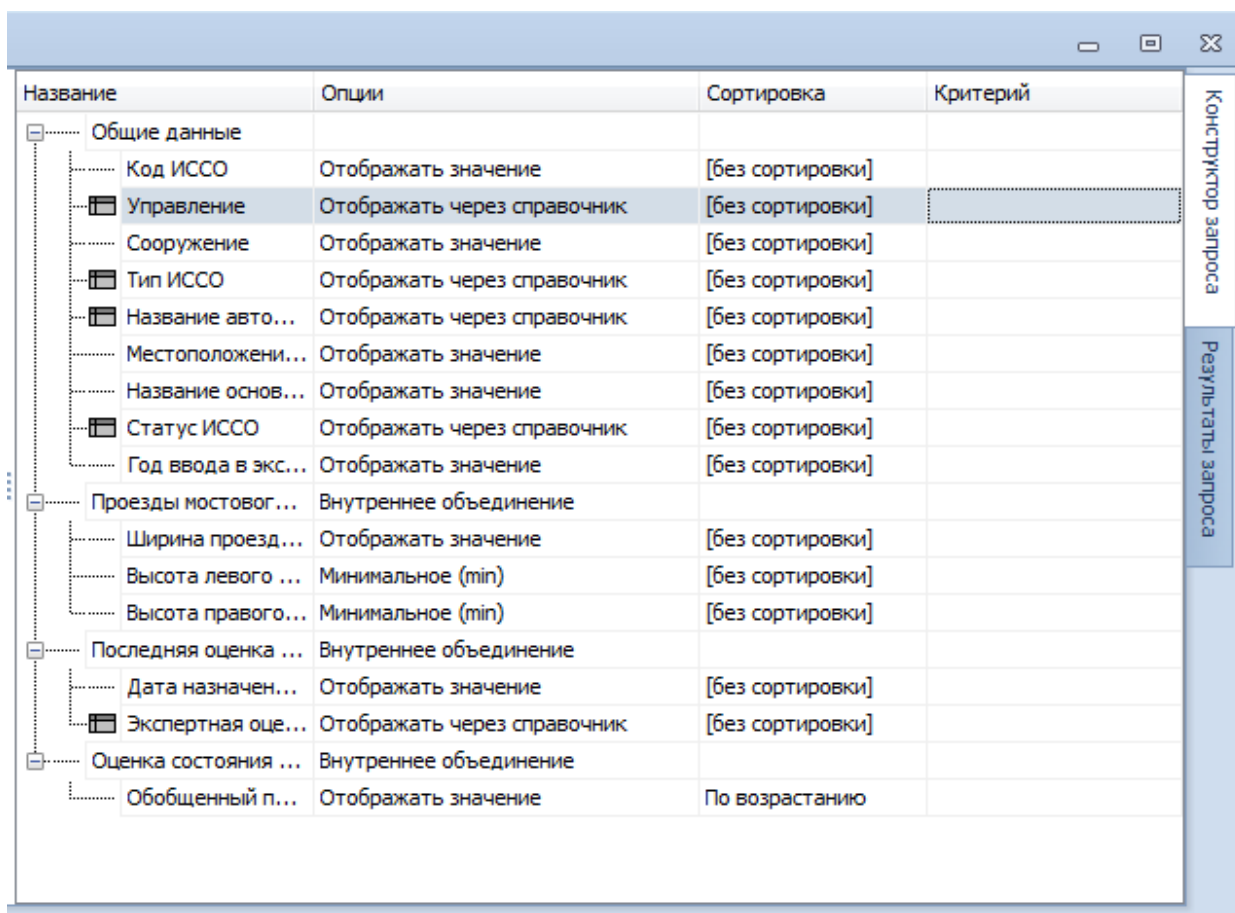 Название Опции Сортировка Критерий
Общие данные
Код ИССО Отображать значение [без сортировки]
Управление Отображать через справочник [без сортировки]
Сооружение Отображать значение [без сортировки]
Тип ИССО Отображать через справочник [без сортировки]
Название авто... Отображать через справочник [без сортировки]
Местоположени... Отображать значение [без сортировки]
Название основ... Отображать значение [без сортировки]
Статус ИССО Отображать через справочник [без сортировки]
Год ввода в экс... Отображать значение [без сортировки]
Проезды мостовог... Внутреннее объединение
Ширина проезд... Отображать значение [без сортировки]
Высота левого ... Минимальное (min) [без сортировки]
Высота правого... Минимальное (min) [без сортировки]
Последняя оценка ... Внутреннее объединение
Дата назначен... Отображать значение [без сортировки]
Экспертная оце... Отображать через справочник [без сортировки]
Оценка состояния ... Внутреннее объединение
Обобщенный п... Отображать значение По возрастанию
Конструктор запроса
Результаты запроса